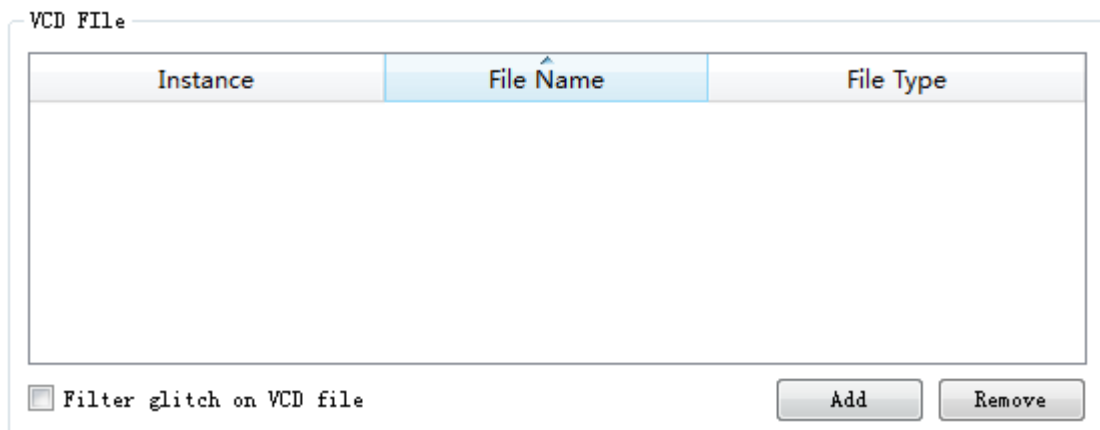 VCD FIle
Instance File Name File Type
Filter glitch on VCD file Add Remove